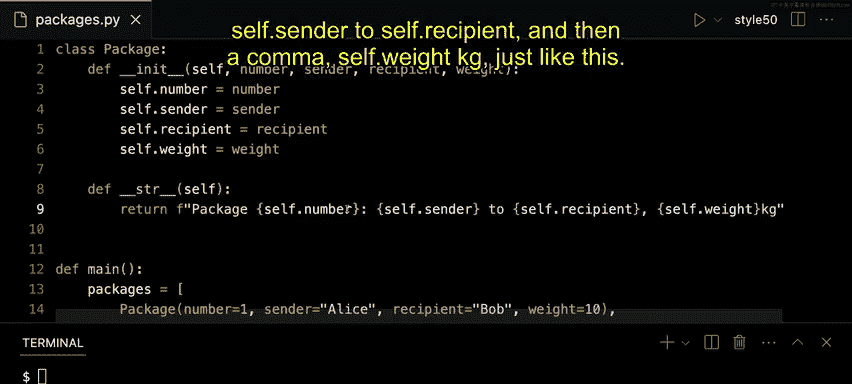 packages.py
style50
self.sender to self.recipient, and then
a comma, self.weight kg, just like this.
1 class Package:
2 def __init__(self, number, sender, recipient, weight):
3 self.number = number
4 self.sender = sender
5 self.recipient = recipient
6 self.weight = weight
7
8 def __str__(self):
9 return f"Package {self.number}: {self.sender} to {self.recipient}, {self.weight}kg"
10
11
12 def main():
13 packages = [
14 Package(number=1, sender="Alice", recipient="Bob", weight=10),
TERMINAL
$